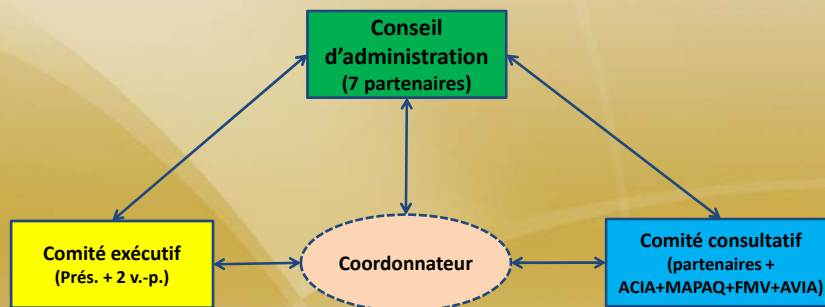 Conseil
d'administration
(7 partenaires)
Comité exécutif
(Prés. + 2 v.-p.)
Coordonnateur
Comité consultatif
(partenaires +
ACIA+MAPAQ+FMV+AVIA)